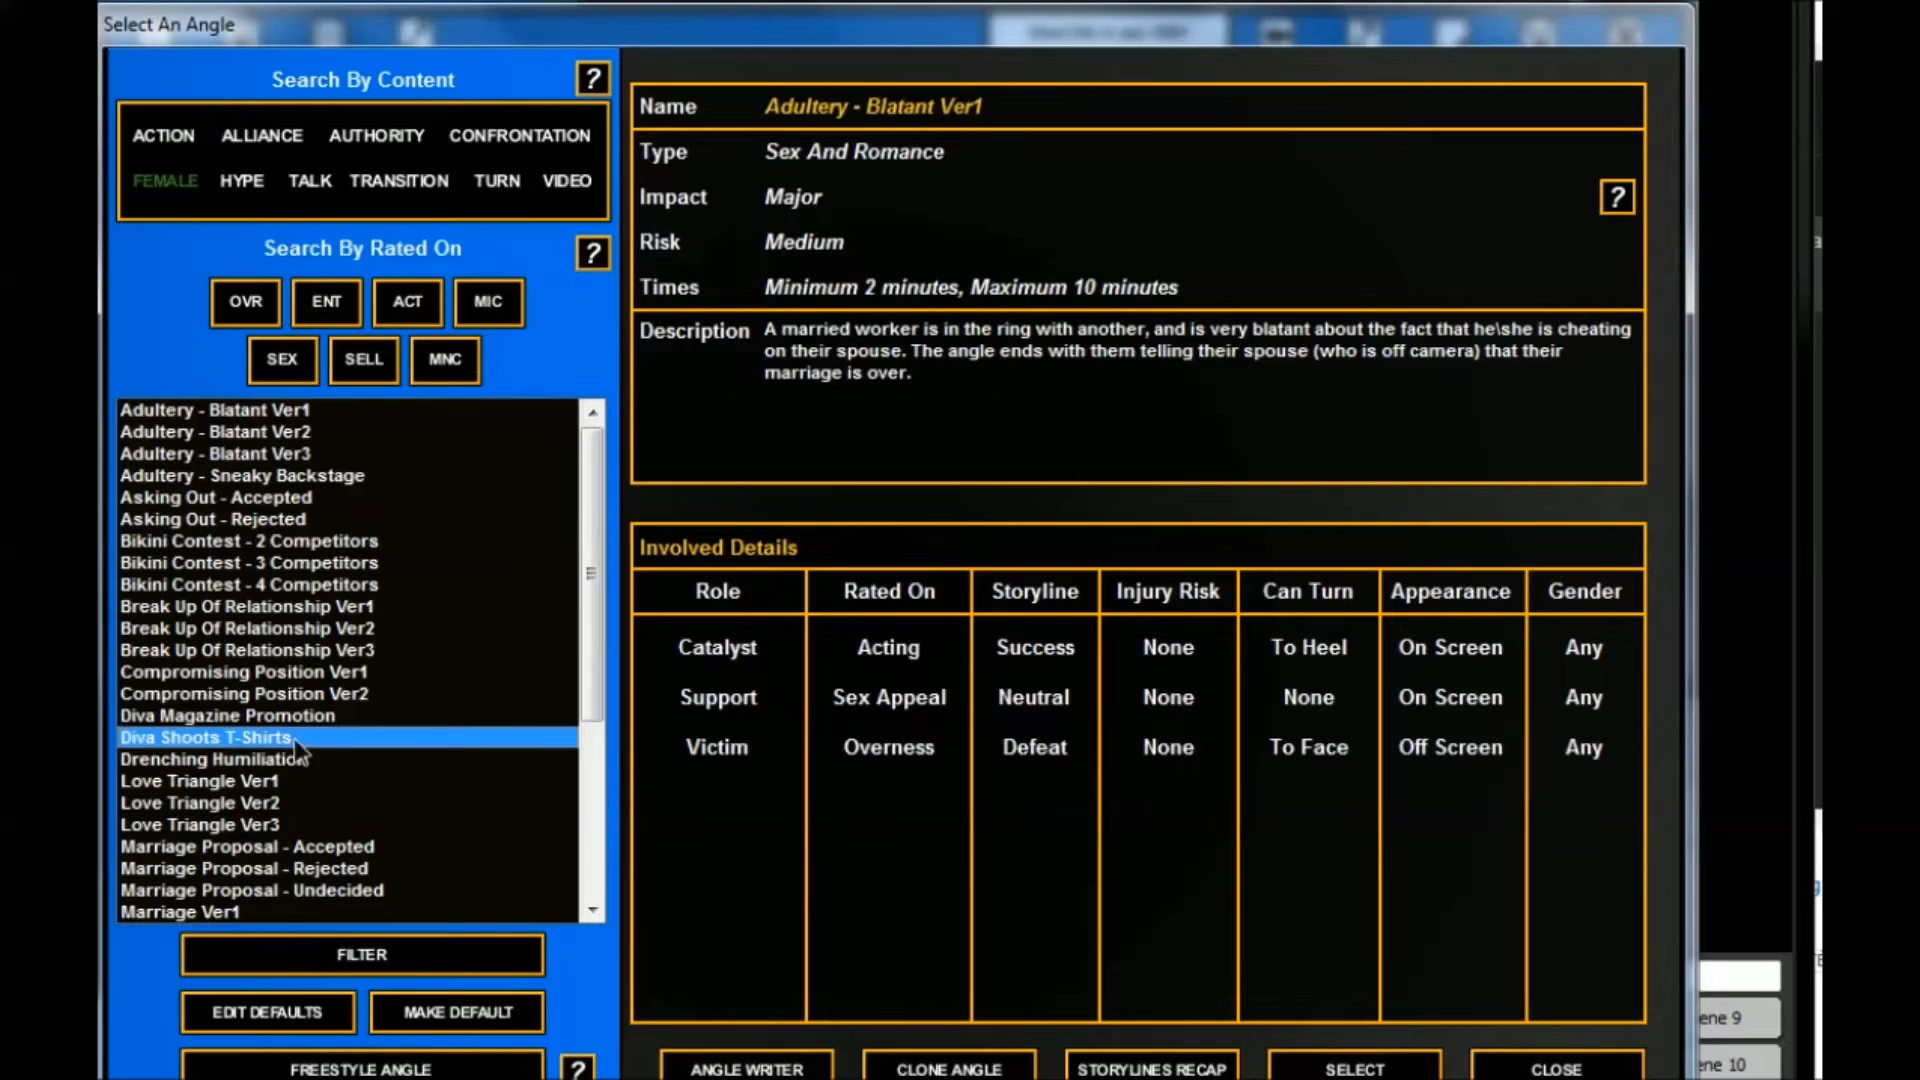 Select An Angle
Search By Content
?
ACTION ALLIANCE AUTHORITY CONFRONTATION
FEMALE HYPE TALK TRANSITION TURN VIDEO
Search By Rated On
?
OVR ENT ACT MIC
SEX SELL MNC
Adultery - Blatant Ver1
Adultery - Blatant Ver2
Adultery - Blatant Ver3
Adultery - Sneaky Backstage
Asking Out - Accepted
Asking Out - Rejected
Bikini Contest - 2 Competitors
Bikini Contest - 3 Competitors
Bikini Contest - 4 Competitors
Break Up Of Relationship Ver1
Break Up Of Relationship Ver2
Break Up Of Relationship Ver3
Compromising Position Ver1
Compromising Position Ver2
Diva Magazine Promotion
Diva Shoots T-Shirts
Drenching Humiliation
Love Triangle Ver1
Love Triangle Ver2
Love Triangle Ver3
Marriage Proposal - Accepted
Marriage Proposal - Rejected
Marriage Proposal - Undecided
Marriage Ver1
FILTER
EDIT DEFAULTS MAKE DEFAULT
FREESTYLE ANGLE ?
Name Adultery - Blatant Ver1
Type Sex And Romance
Impact Major ?
Risk Medium
Times Minimum 2 minutes, Maximum 10 minutes
Description A married worker is in the ring with another, and is very blatant about the fact that he\she is cheating
on their spouse. The angle ends with them telling their spouse (who is off camera) that their
marriage is over.
Involved Details
Role Rated On Storyline Injury Risk Can Turn Appearance Gender
Catalyst Acting Success None To Heel On Screen Any
Support Sex Appeal Neutral None None On Screen Any
Victim Overness Defeat None To Face Off Screen Any
ANGLE WRITER CLONE ANGLE STORYLINES RECAP SELECT CLOSE
ene 9
ene 10